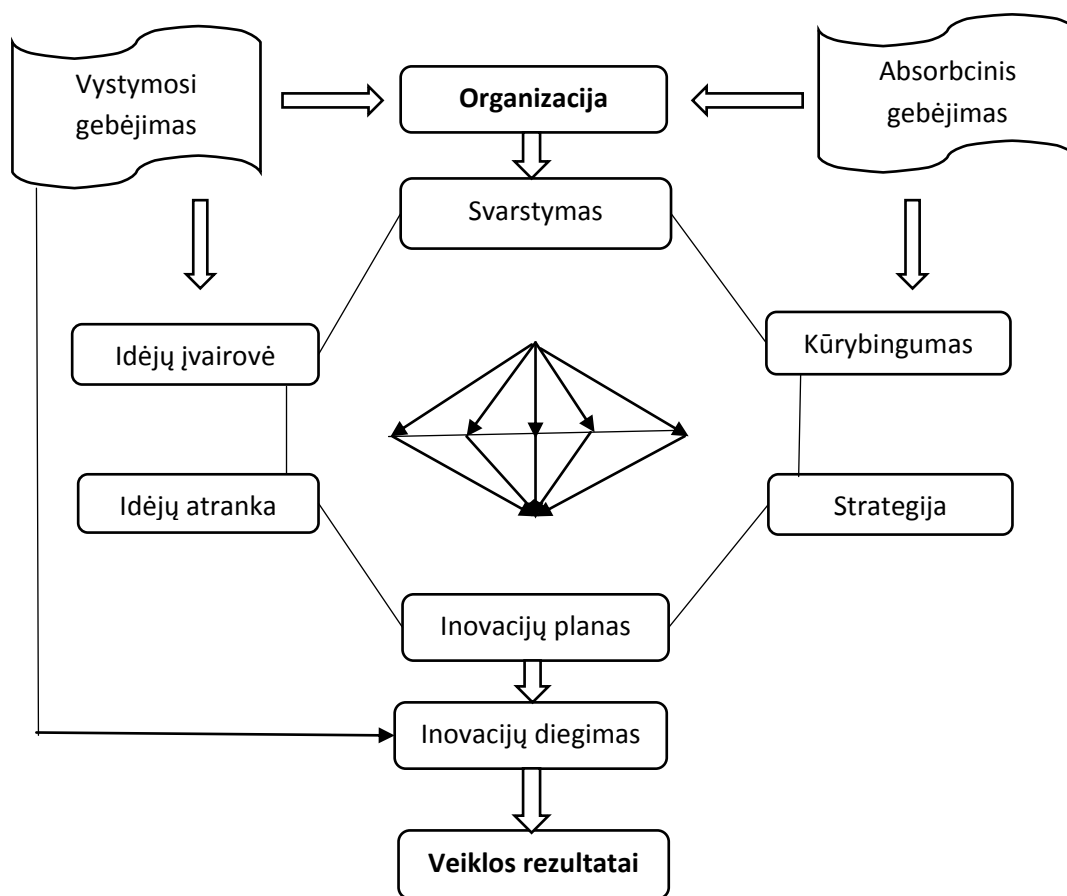 Vystymosi
gebėjimas
Organizacija
Absorbcinis
gebėjimas
Svarstymas
Idėjų įvairovė
Kūrybingumas
Idėjų atranka
Strategija
Inovacijų planas
Inovacijų diegimas
Veiklos rezultatai